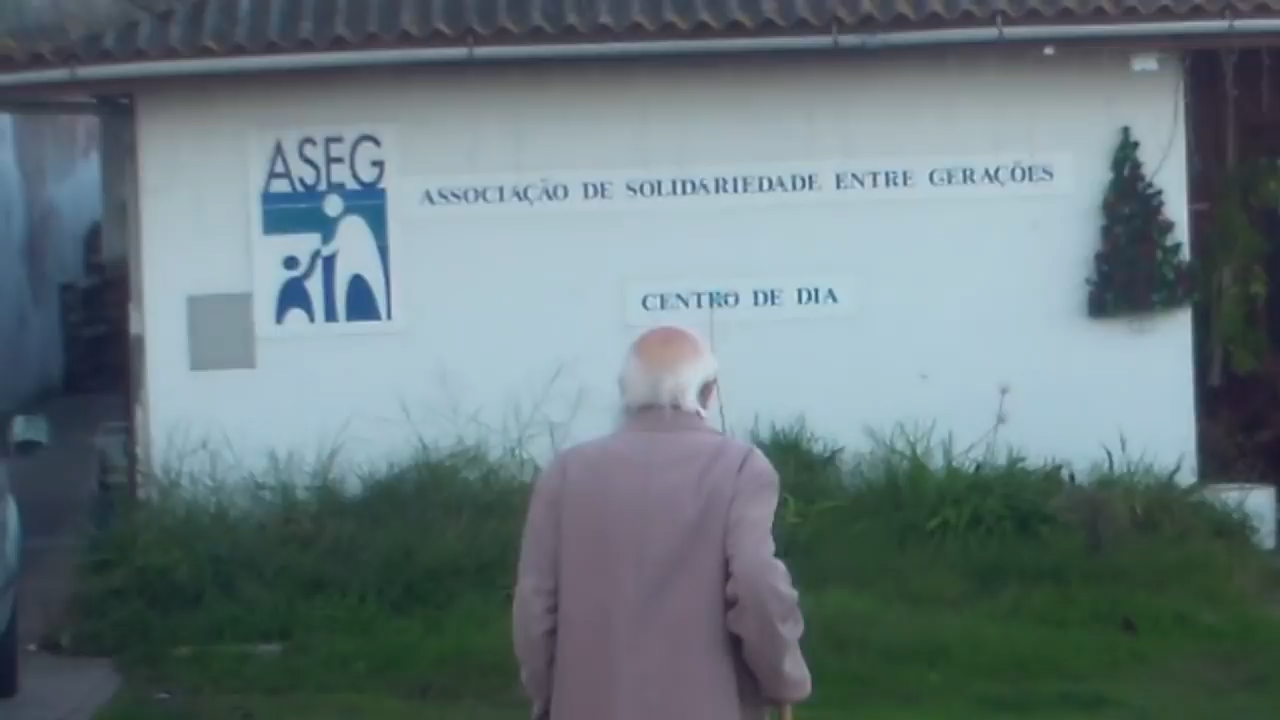 ASEG
ASSOCIAÇÃO DE SOLIDARIEDADE ENTRE GERAÇÕES
CENTRO DE DIA